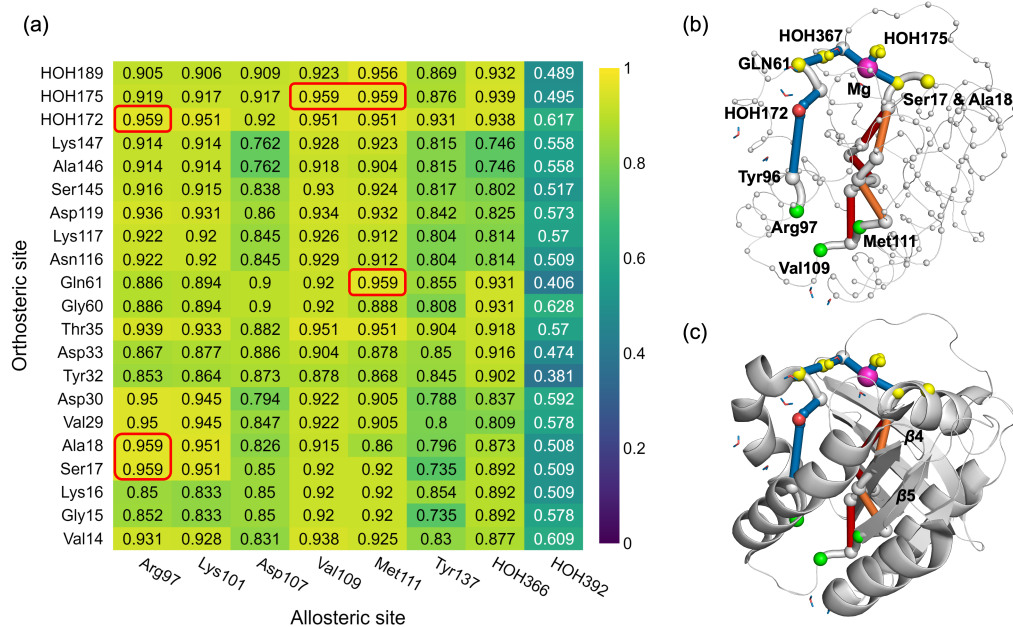 (a)
Orthosteric site
HOH189 0.905 0.906 0.909 0.923 0.956 0.869 0.932 0.489
HOH175 0.919 0.917 0.917 0.959 0.959 0.876 0.939 0.495
HOH172 0.959 0.951 0.92 0.951 0.951 0.931 0.938 0.617
Lys147 0.914 0.914 0.762 0.928 0.923 0.815 0.746 0.558
Ala146 0.914 0.914 0.762 0.918 0.904 0.815 0.746 0.558
Ser145 0.916 0.915 0.838 0.93 0.924 0.817 0.802 0.517
Asp119 0.936 0.931 0.86 0.934 0.932 0.842 0.825 0.573
Lys117 0.922 0.92 0.845 0.926 0.912 0.804 0.814 0.57
Asn116 0.922 0.92 0.845 0.929 0.912 0.804 0.814 0.509
Gln61 0.886 0.894 0.9 0.92 0.959 0.855 0.931 0.406
Gly60 0.886 0.894 0.9 0.92 0.888 0.808 0.931 0.628
Thr35 0.939 0.933 0.882 0.951 0.951 0.904 0.918 0.57
Asp33 0.867 0.877 0.886 0.904 0.878 0.85 0.916 0.474
Tyr32 0.853 0.864 0.873 0.878 0.868 0.845 0.902 0.381
Asp30 0.95 0.945 0.794 0.922 0.905 0.788 0.837 0.592
Val29 0.95 0.945 0.847 0.922 0.905 0.8 0.809 0.578
Ala18 0.959 0.951 0.826 0.915 0.86 0.796 0.873 0.508
Ser17 0.959 0.951 0.85 0.92 0.92 0.735 0.892 0.509
Lys16 0.85 0.833 0.85 0.92 0.92 0.854 0.892 0.509
Gly15 0.852 0.833 0.85 0.92 0.92 0.735 0.892 0.578
Val14 0.931 0.928 0.831 0.938 0.925 0.83 0.877 0.609
Arg97 Lys101 Asp107 Val109 Met111 Tyr137 HOH366 HOH392
Allosteric site
1
0.8
0.6
0.4
0.2
0
(b)
HOH367
HOH175
GLN61
Mg
Ser17 & Ala18
HOH172
Tyr96
Arg97
Met111
Val109
(c)
β4
β5